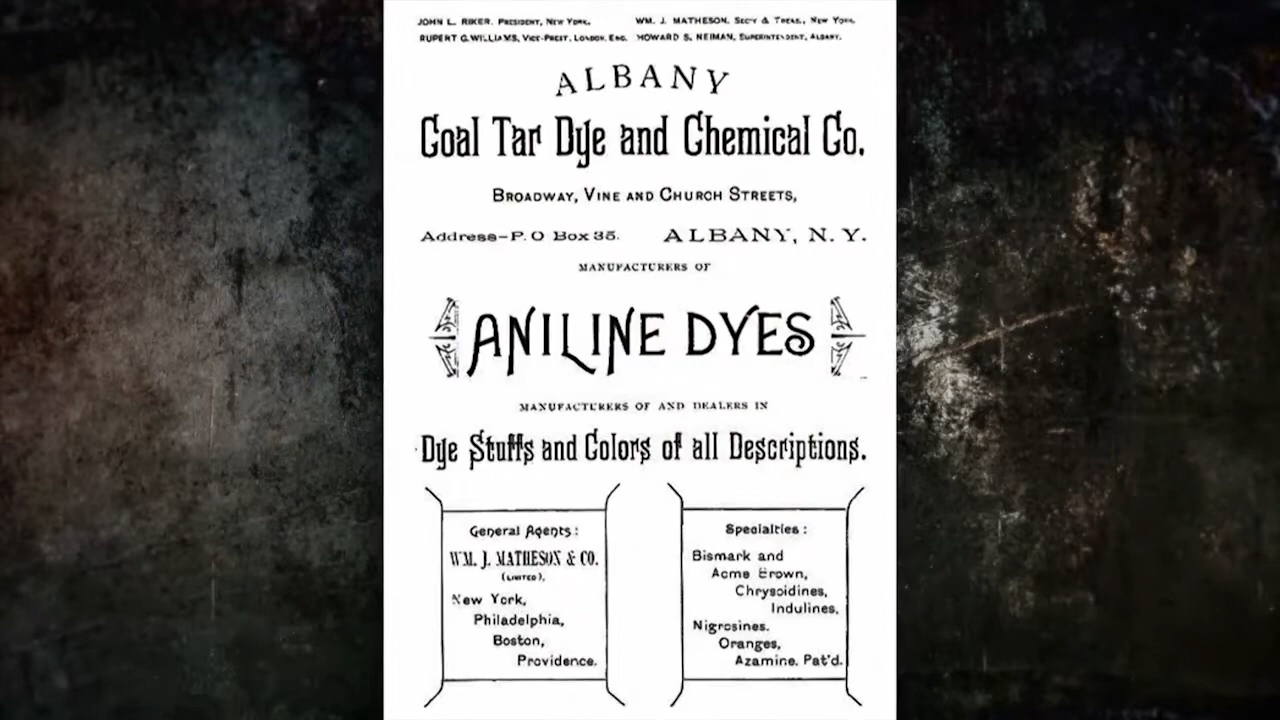 JOHN L. RIKER, PRESIDENT, NEW YORK.
WM. J. MATHESON, SEC'Y & TREAS., NEW YORK.
RUPERT G. WILLIAMS, VICE-PREST. LONDON, ENG.
HOWARD S. NEIMAN, SUPERINTENDENT, ALBANY.
ALBANY
Coal Tar Dye and Chemical Co.
BROADWAY, VINE AND CHURCH STREETS,
Address–P. O Box 35.
ALBANY, N. Y.
MANUFACTURERS OF
ANILINE DYES
MANUFACTURERS OF AND DEALERS IN
Dye Stuffs and Colors of all Descriptions.
General Agents:
WM. J. MATHESON & CO.
(LIMITED),
New York,
Philadelphia,
Boston,
Providence.
Specialties:
Bismark and
Acme Brown,
Chrysoidines,
Indulines,
Nigrosines.
Oranges,
Azamine. Pat'd.